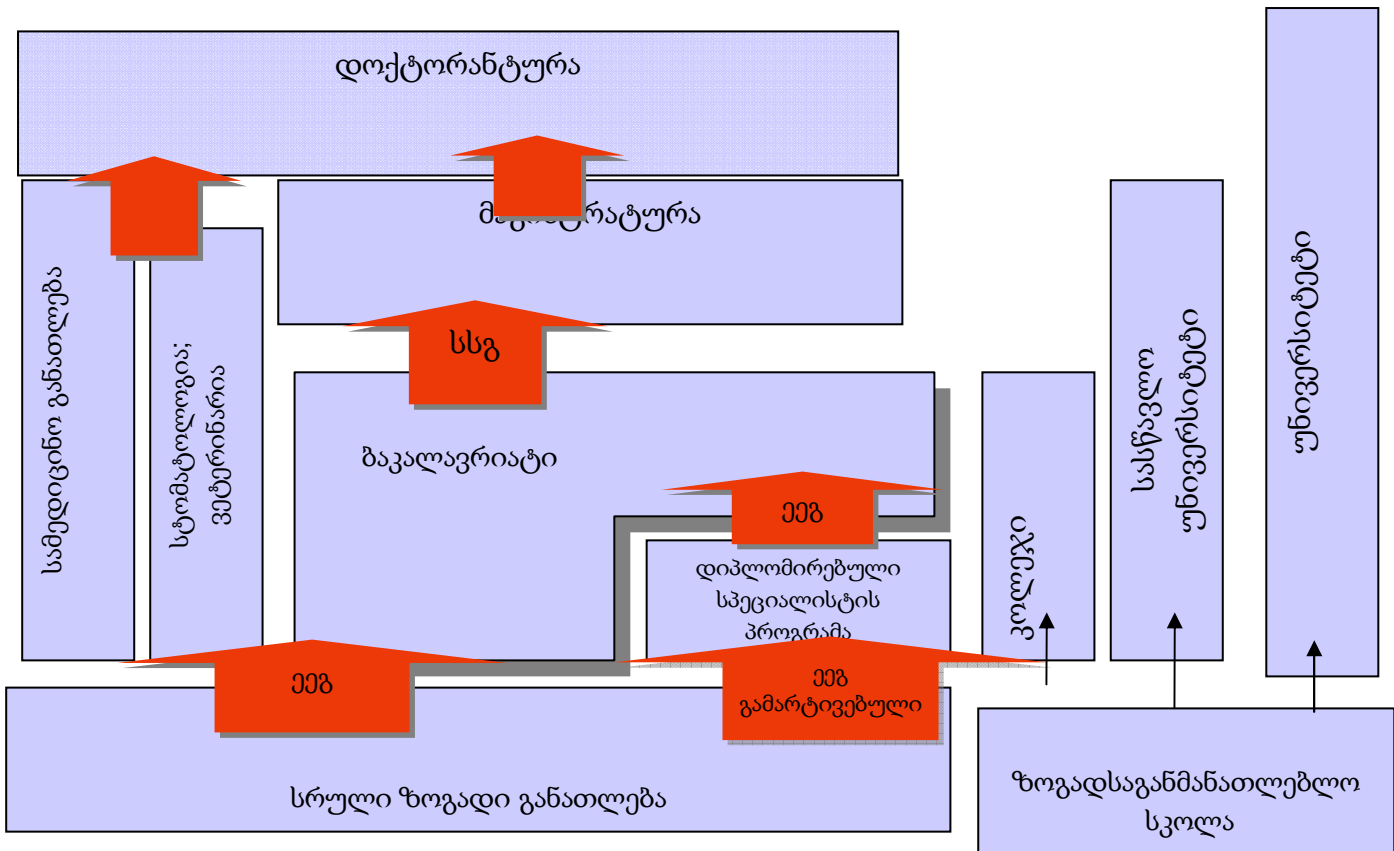 დოქტორანტურა
მაგისტრატურა
სსგ
სამედიცინო განათლება
სტომატოლოგია;
ვეტერინარია
ბაკალავრიატი
ეეგ
დიპლომირებული
სპეციალისტის
პროგრამა
ეეგ
ეეგ
გამარტივებული
სრული ზოგადი განათლება
კოლეჯი
სასწავლო
უნივერსიტეტი
უნივერსიტეტი
ზოგადსაგანმანათლებლო
სკოლა